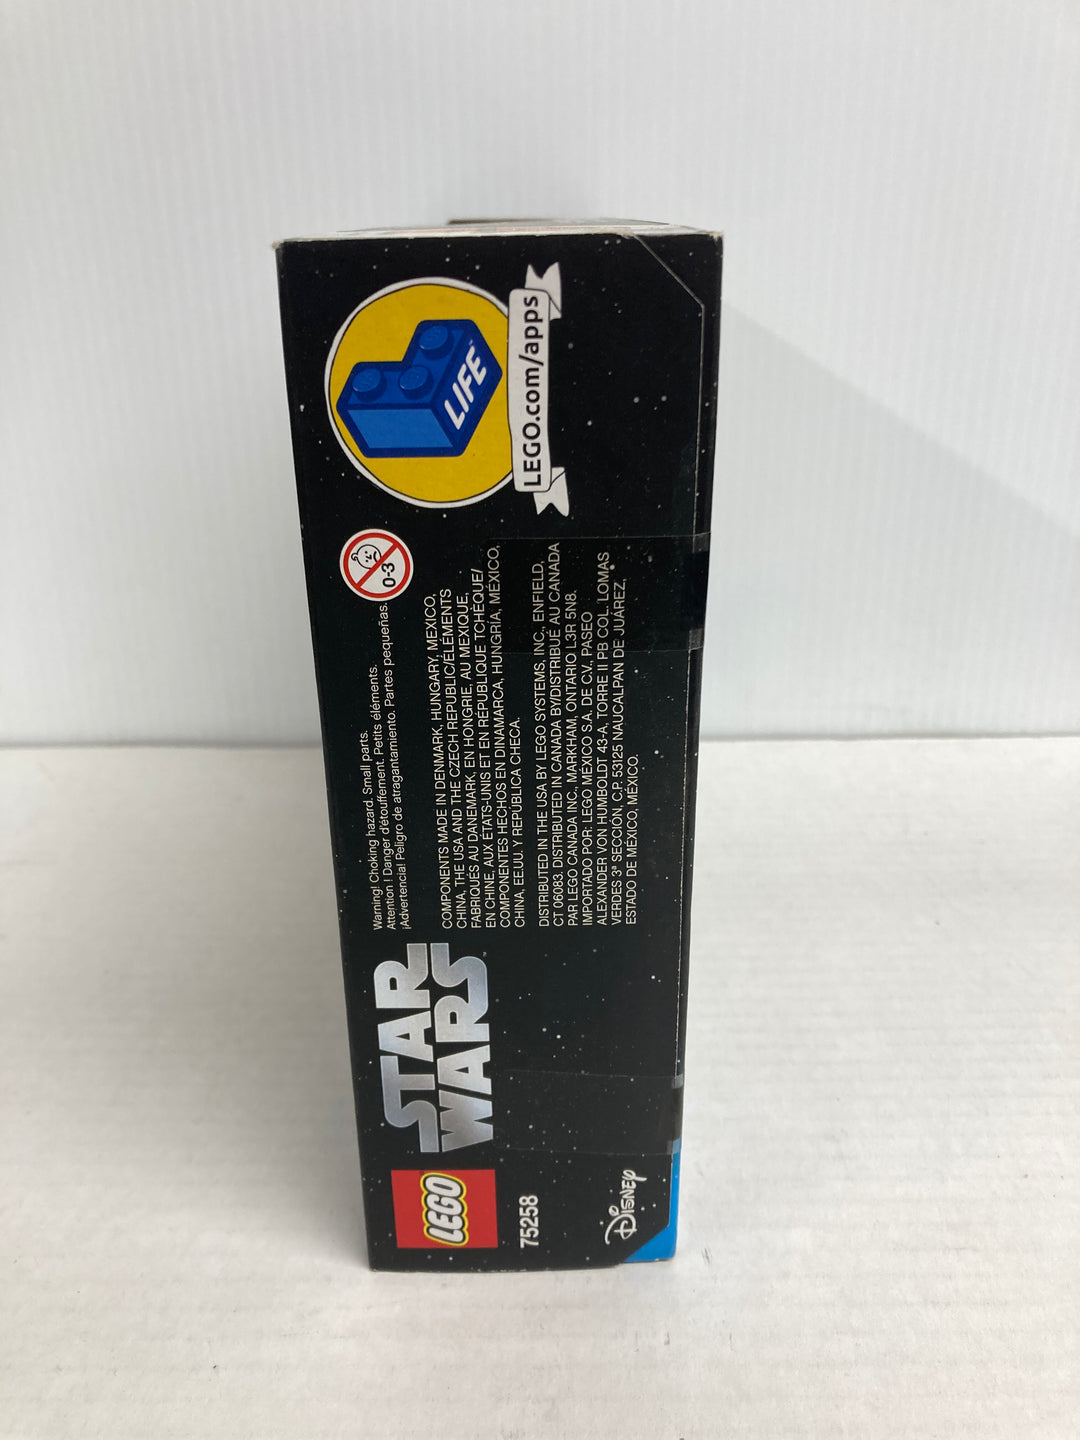 LEGO
STAR
WARS
75258
Disney
Warning! Choking hazard. Small parts.
Attention ! Danger d'étouffement. Petits éléments.
¡Advertencia! Peligro de atragantamiento. Partes pequeñas.
0-3
COMPONENTS MADE IN DENMARK, HUNGARY, MEXICO,
CHINA, THE USA AND THE CZECH REPUBLIC/ÉLÉMENTS
FABRIQUÉS AU DANEMARK, EN HONGRIE, AU MEXIQUE,
EN CHINE, AUX ÉTATS-UNIS ET EN RÉPUBLIQUE TCHÈQUE/
COMPONENTES HECHOS EN DINAMARCA, HUNGRÍA, MÉXICO,
CHINA, EE.UU. Y REPÚBLICA CHECA.
DISTRIBUTED IN THE USA BY LEGO SYSTEMS, INC., ENFIELD,
CT 06083. DISTRIBUTED IN CANADA BY/DISTRIBUÉ AU CANADA
PAR LEGO CANADA INC., MARKHAM, ONTARIO L3R 5N8.
IMPORTADO POR: LEGO MÉXICO S.A. DE C.V., PASEO
ALEXANDER VON HUMBOLDT 43-A, TORRE II PB COL. LOMAS
VERDES 3ª SECCIÓN, C.P. 53125 NAUCALPAN DE JUÁREZ,
ESTADO DE MÉXICO, MÉXICO.
LIFE™
LEGO.com/apps